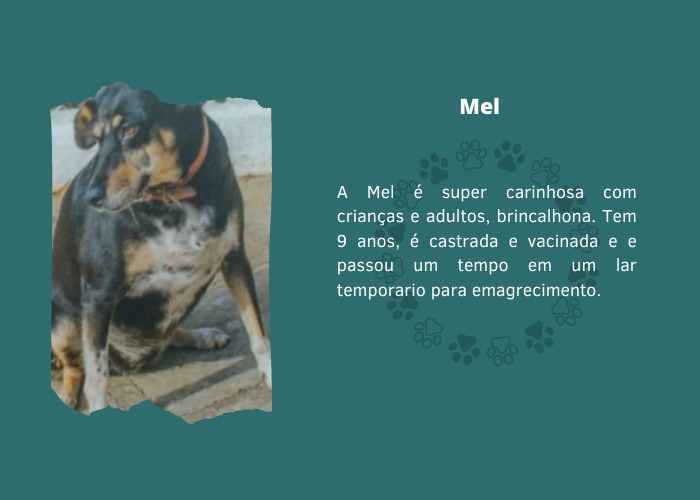 Mel
A Mel é super carinhosa com
crianças e adultos, brincalhona. Tem
9 anos, é castrada e vacinada e e
passou um tempo em um lar
temporario para emagrecimento.